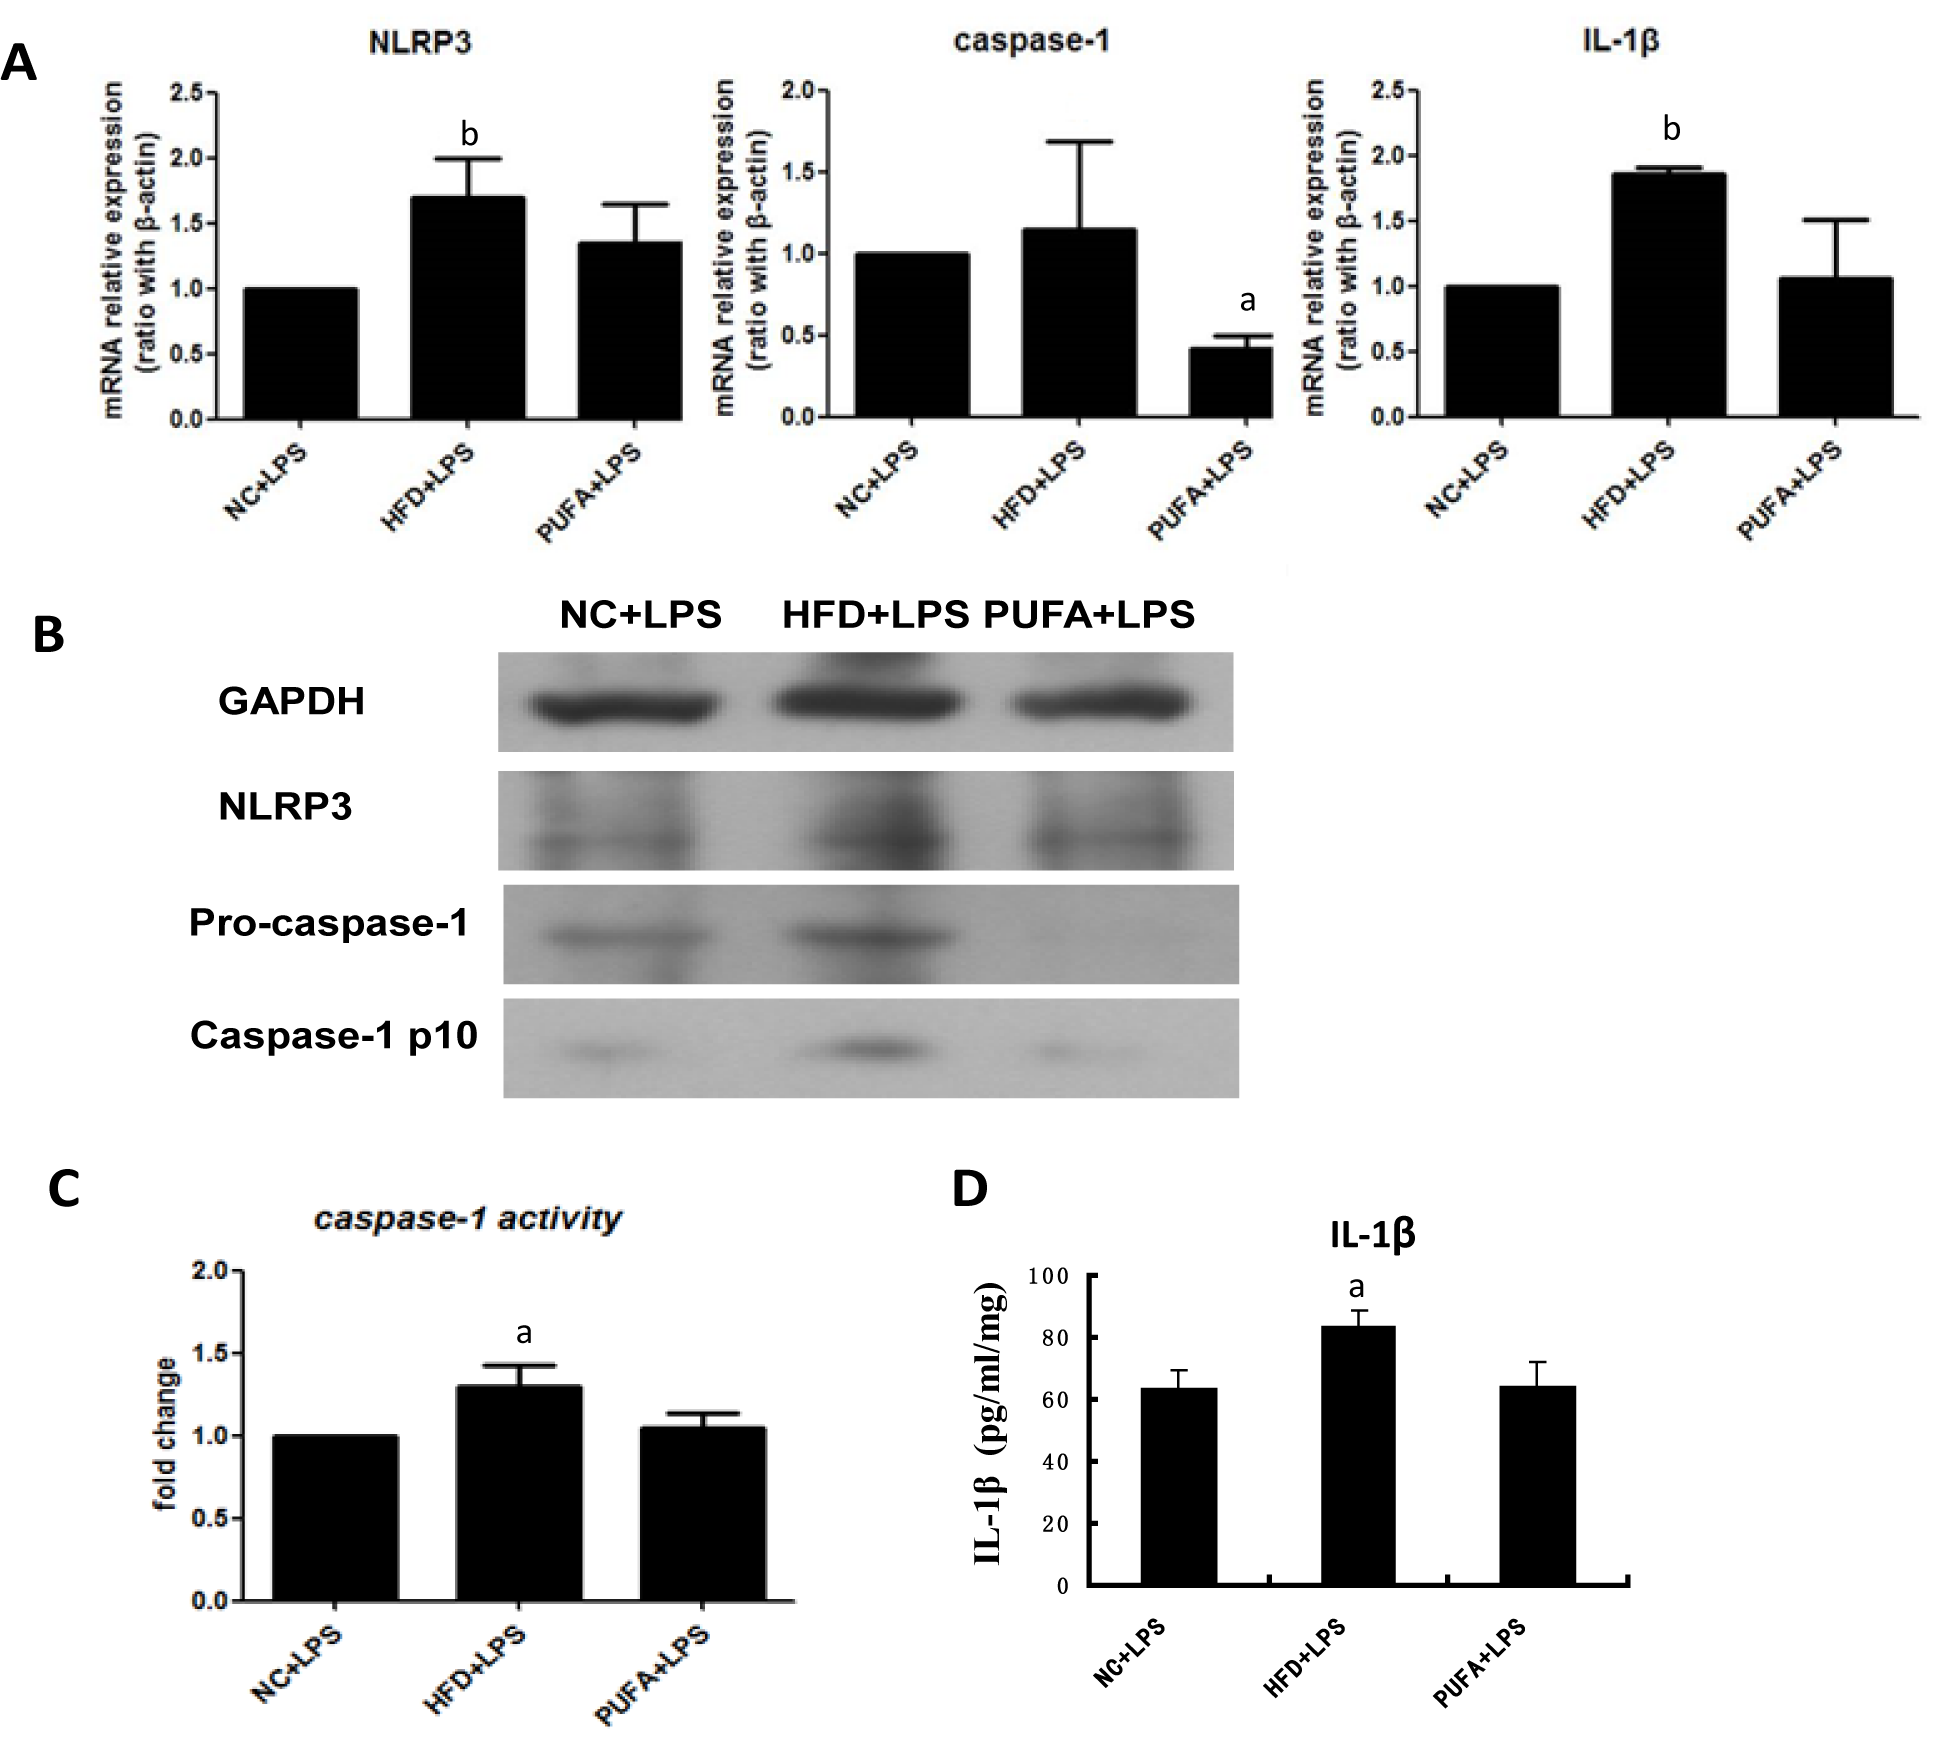 A
NLRP3
mRNA relative expression
(ratio with β-actin)
2.5
2.0
1.5
1.0
0.5
0.0
b
NC+LPS
HFD+LPS
PUFA+LPS
caspase-1
mRNA relative expression
(ratio with β-actin)
2.0
1.5
1.0
0.5
0.0
a
NC+LPS
HFD+LPS
PUFA+LPS
IL-1β
mRNA relative expression
(ratio with β-actin)
2.5
2.0
1.5
1.0
0.5
0.0
b
NC+LPS
HFD+LPS
PUFA+LPS
B
NC+LPS HFD+LPS PUFA+LPS
GAPDH
NLRP3
Pro-caspase-1
Caspase-1 p10
C
caspase-1 activity
fold change
2.0
1.5
1.0
0.5
0.0
a
NC+LPS
HFD+LPS
PUFA+LPS
D
IL-1β
IL-1β (pg/ml/mg)
100
80
60
40
20
0
a
NC+LPS
HFD+LPS
PUFA+LPS